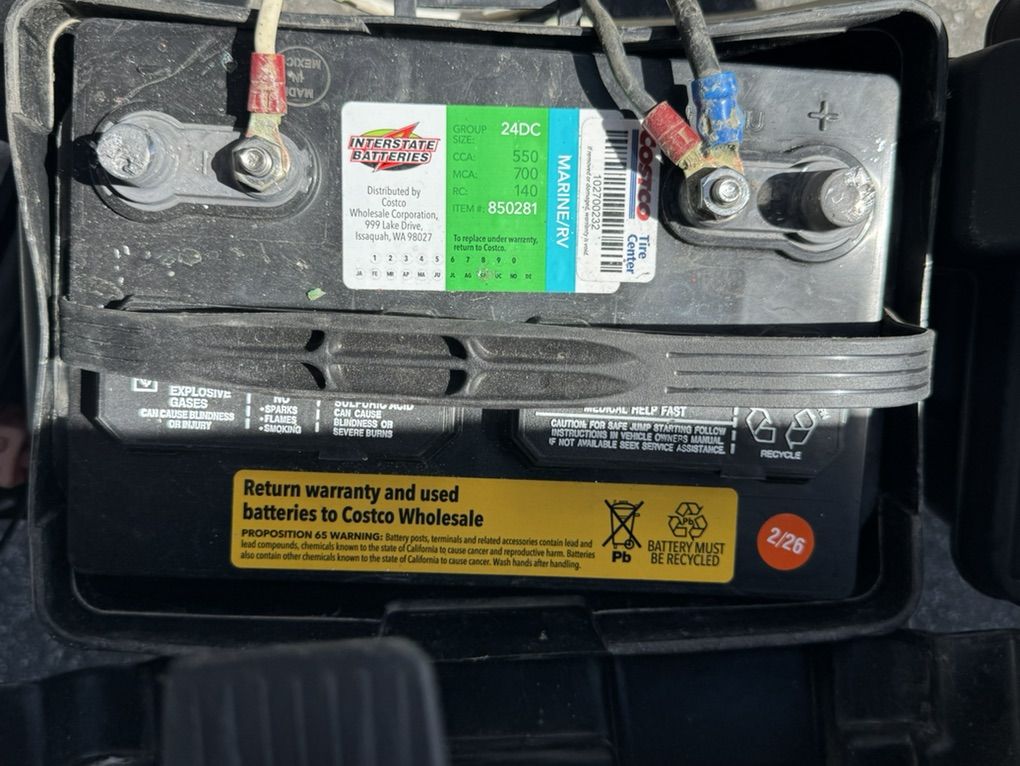 MADE
IN
MEXICO
INTERSTATE
BATTERIES
Distributed by
Costco
Wholesale Corporation,
999 Lake Drive,
Issaquah, WA 98027
GROUP
SIZE: 24DC
CCA: 550
MCA: 700
RC: 140
ITEM #: 850281
To replace under warranty,
return to Costco.
1 2 3 4 5 6 7 8 9 0
JA FE MR AP MA JU JL AG SE OC NO DE
MARINE/RV
If removed or damaged, warranty is void.
102700232
COSTCO
Tire
Center
+
EXPLOSIVE
GASES
CAN CAUSE BLINDNESS
OR INJURY
NO
•SPARKS
•FLAMES
•SMOKING
SULFURIC ACID
CAN CAUSE
BLINDNESS OR
SEVERE BURNS
MEDICAL HELP FAST
CAUTION: FOR SAFE JUMP STARTING FOLLOW
INSTRUCTIONS IN VEHICLE OWNERS MANUAL.
IF NOT AVAILABLE SEEK SERVICE ASSISTANCE.
RECYCLE
Return warranty and used
batteries to Costco Wholesale
PROPOSITION 65 WARNING: Battery posts, terminals and related accessories contain lead and
lead compounds, chemicals known to the state of California to cause cancer and reproductive harm. Batteries
also contain other chemicals known to the state of California to cause cancer. Wash hands after handling.
Pb
Pb
BATTERY MUST
BE RECYCLED
2/26